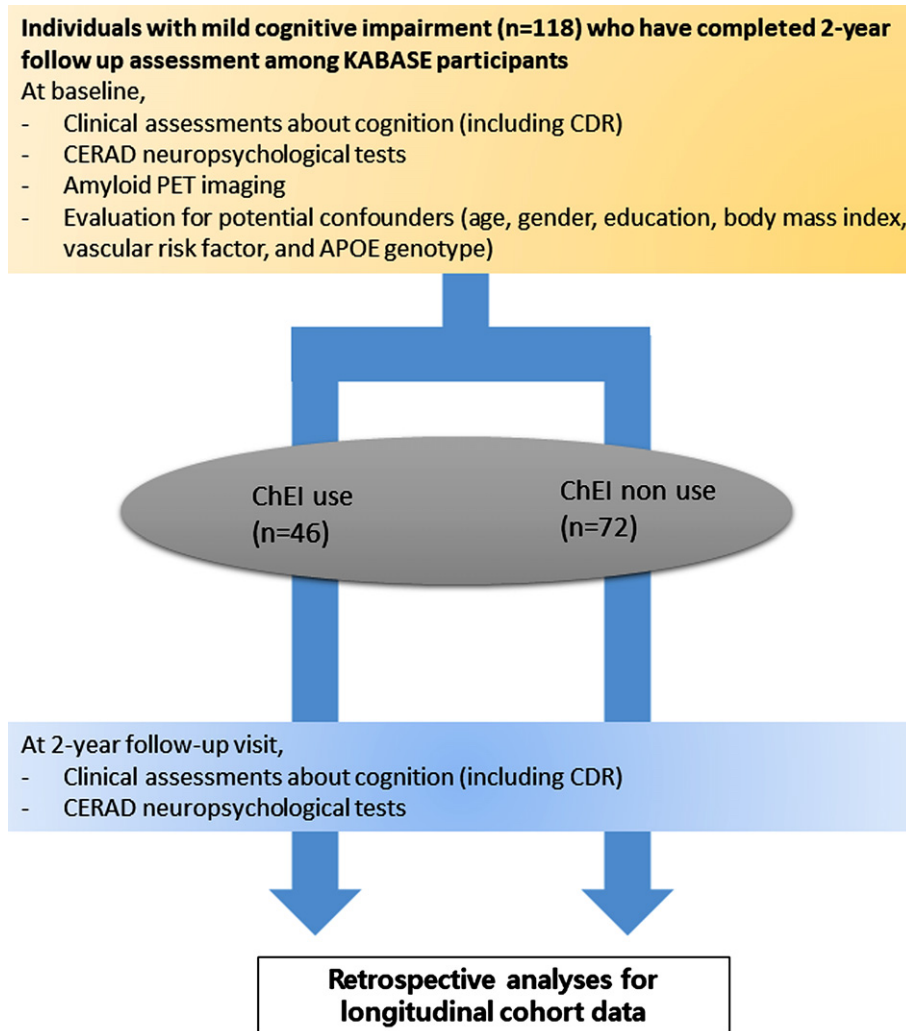 Individuals with mild cognitive impairment (n=118) who have completed 2-year
follow up assessment among KABASE participants
At baseline,
- Clinical assessments about cognition (including CDR)
- CERAD neuropsychological tests
- Amyloid PET imaging
- Evaluation for potential confounders (age, gender, education, body mass index,
vascular risk factor, and APOE genotype)
ChEI use
(n=46)
ChEI non use
(n=72)
At 2-year follow-up visit,
- Clinical assessments about cognition (including CDR)
- CERAD neuropsychological tests
Retrospective analyses for
longitudinal cohort data